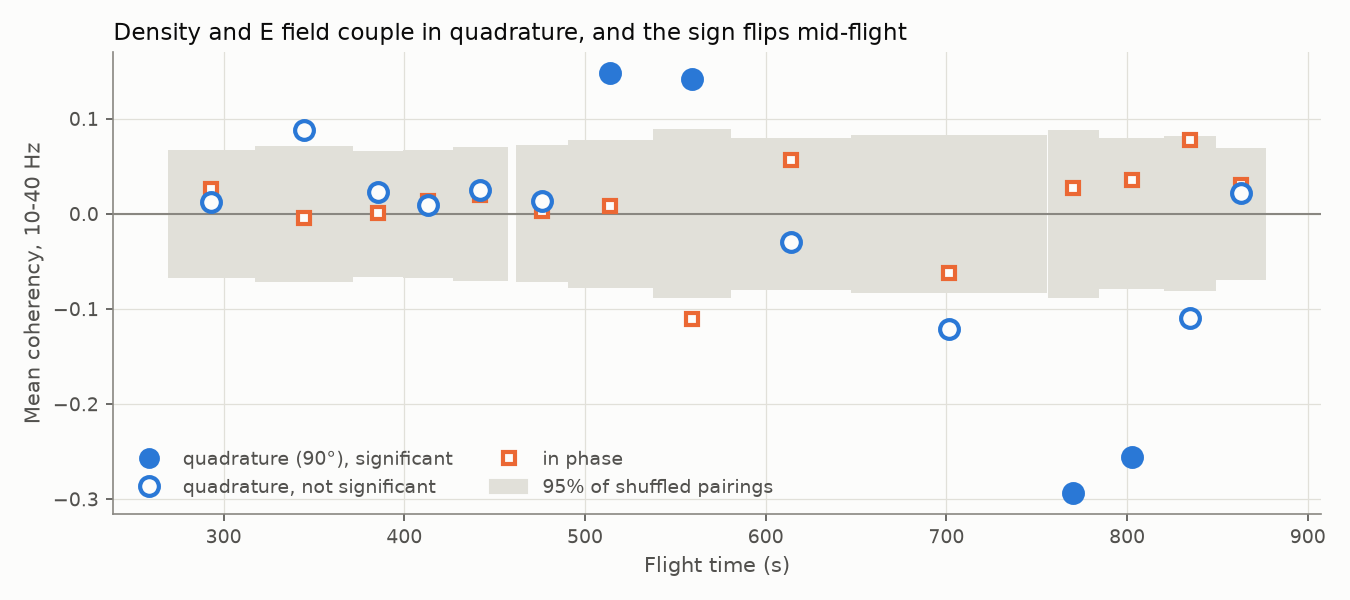 Density and E field couple in quadrature, and the sign flips mid-flight
Mean coherency, 10-40 Hz
0.1
0.0
−0.1
−0.2
−0.3
quadrature (90°), significant
quadrature, not significant
in phase
95% of shuffled pairings
300
400
500
600
700
800
900
Flight time (s)